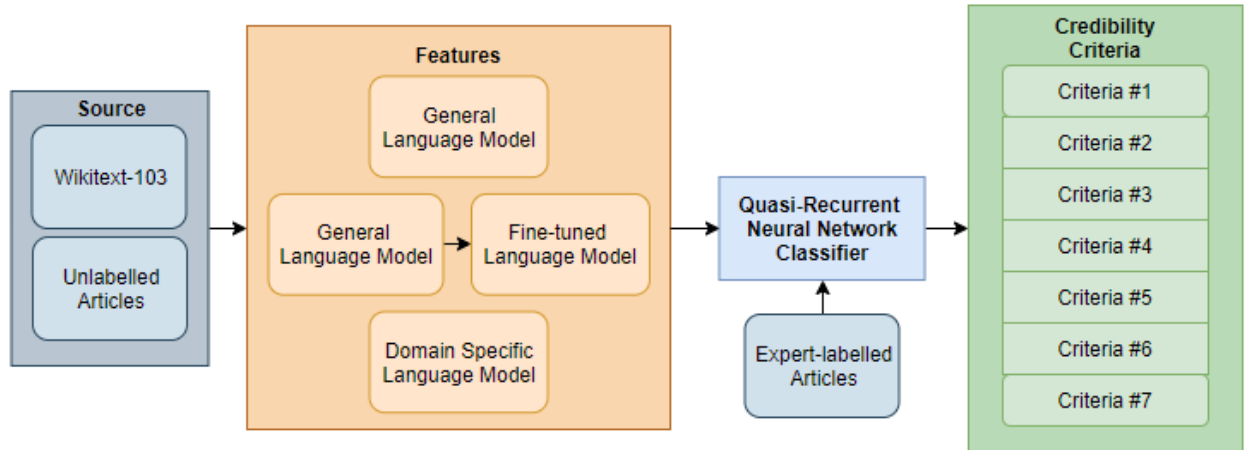 Source
Wikitext-103
Unlabelled
Articles
Features
General
Language Model
General
Language Model
Fine-tuned
Language Model
Domain Specific
Language Model
Quasi-Recurrent
Neural Network
Classifier
Expert-labelled
Articles
Credibility
Criteria
Criteria #1
Criteria #2
Criteria #3
Criteria #4
Criteria #5
Criteria #6
Criteria #7